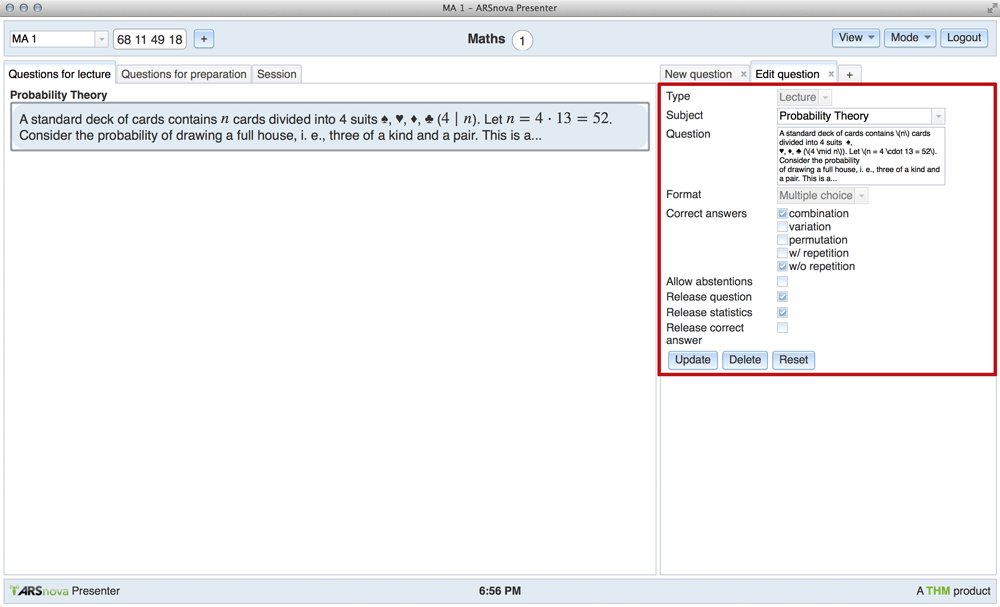 MA 1 – ARSnova Presenter
MA 1
68 11 49 18
+
Maths 1
View
Mode
Logout
Questions for lecture
Questions for preparation
Session
Probability Theory
A standard deck of cards contains n cards divided into 4 suits ♠, ♥, ♦, ♣ (4 | n). Let n = 4 · 13 = 52.
Consider the probability of drawing a full house, i. e., three of a kind and a pair. This is a...
New question ×
Edit question ×
+
Type
Lecture
Subject
Probability Theory
Question
A standard deck of cards contains \(n\) cards
divided into 4 suits ♠,
♥, ♦, ♣ (\(4 \mid n\)). Let \(n = 4 \cdot 13 = 52\).
Consider the probability
of drawing a full house, i. e., three of a kind and
a pair. This is a...
Format
Multiple choice
Correct answers
combination
variation
permutation
w/ repetition
w/o repetition
Allow abstentions
Release question
Release statistics
Release correct
answer
Update
Delete
Reset
ARSnova Presenter
6:56 PM
A THM product